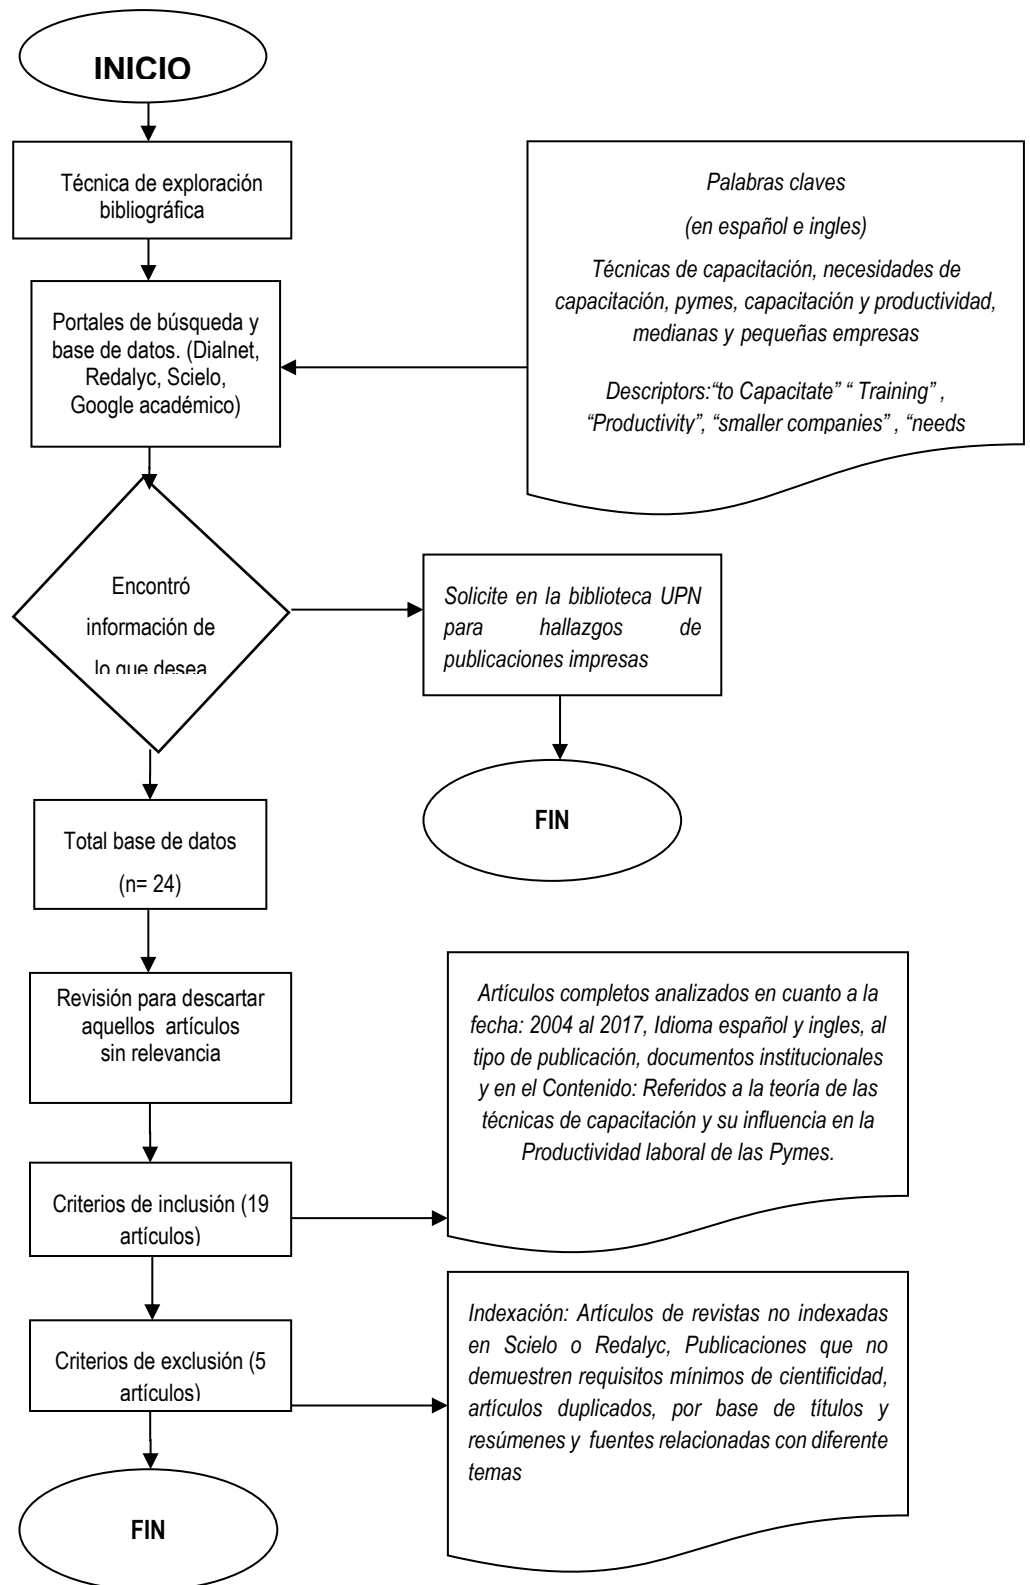 INICIO
Técnica de exploración
bibliográfica
Palabras claves
(en español e ingles)
Técnicas de capacitación, necesidades de
capacitación, pymes, capacitación y productividad,
medianas y pequeñas empresas
Descriptors:“to Capacitate” “ Training” ,
“Productivity”, “smaller companies” , “needs
Portales de búsqueda y
base de datos. (Dialnet,
Redalyc, Scielo,
Google académico)
Encontró
información de
lo que desea
Solicite en la biblioteca UPN
para hallazgos de
publicaciones impresas
FIN
Total base de datos
(n= 24)
Revisión para descartar
aquellos artículos
sin relevancia
Artículos completos analizados en cuanto a la
fecha: 2004 al 2017, Idioma español y ingles, al
tipo de publicación, documentos institucionales
y en el Contenido: Referidos a la teoría de las
técnicas de capacitación y su influencia en la
Productividad laboral de las Pymes.
Criterios de inclusión (19
artículos)
Criterios de exclusión (5
artículos)
Indexación: Artículos de revistas no indexadas
en Scielo o Redalyc, Publicaciones que no
demuestren requisitos mínimos de cientificidad,
artículos duplicados, por base de títulos y
resúmenes y fuentes relacionadas con diferente
temas
FIN